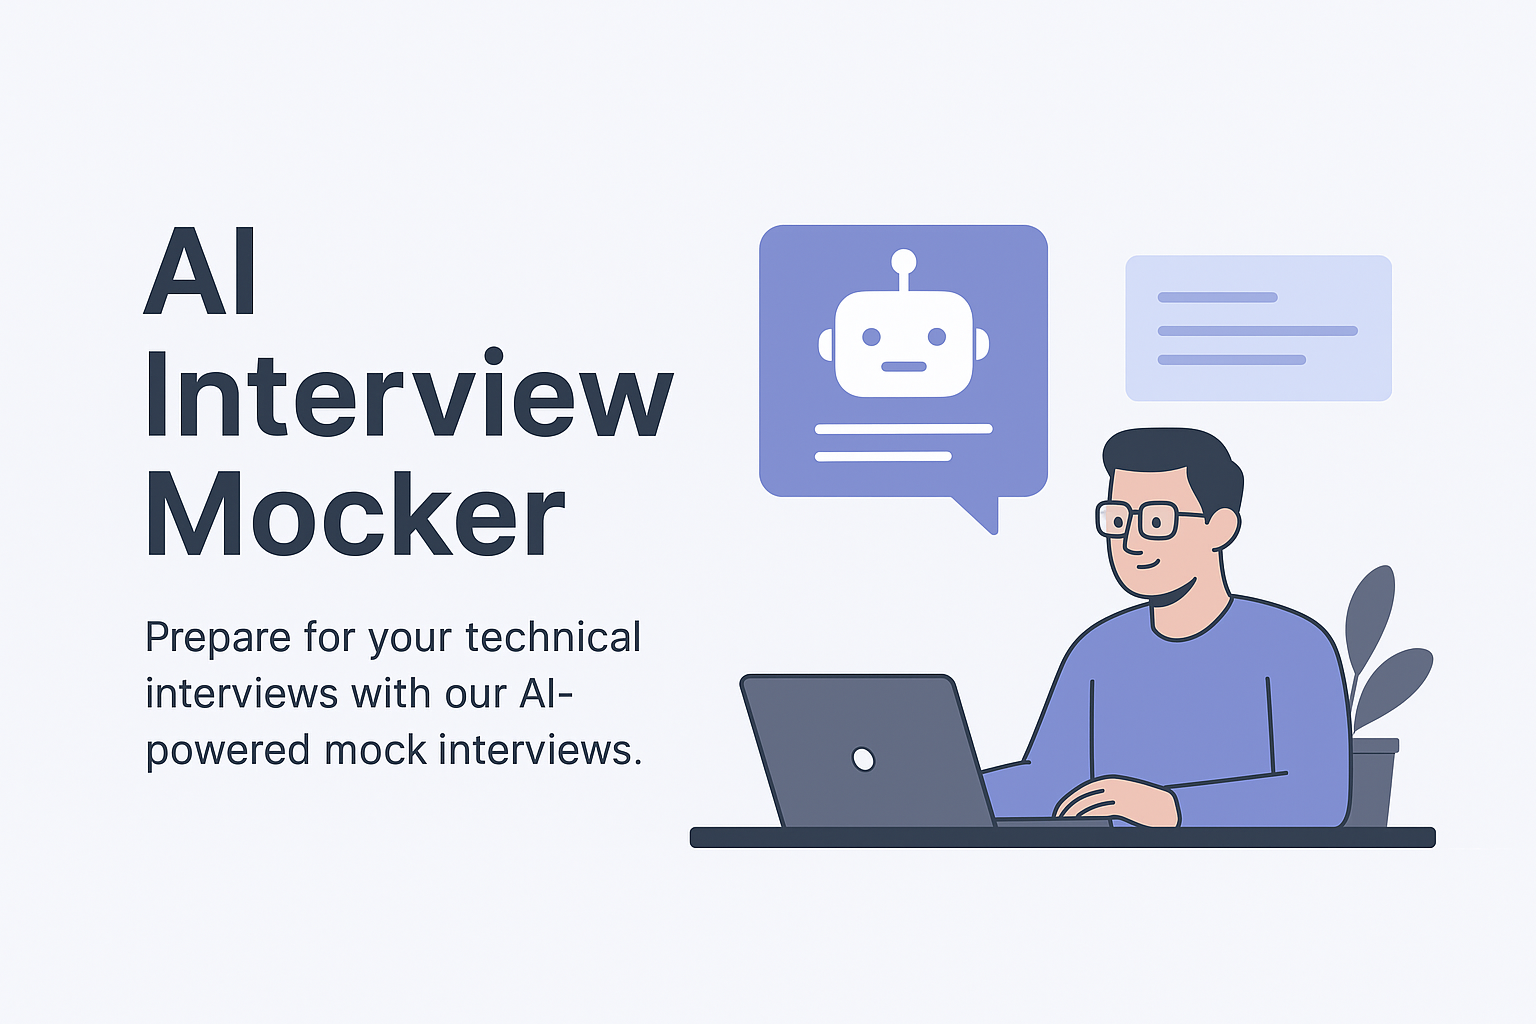 AI
Interview
Mocker
Prepare for your technical
interviews with our AI-
powered mock interviews.